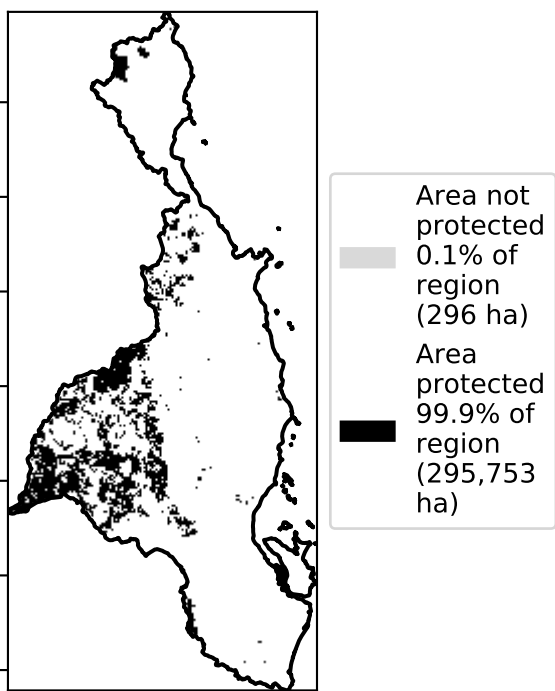 Area not
protected
0.1% of
region
(296 ha)
Area
protected
99.9% of
region
(295,753
ha)